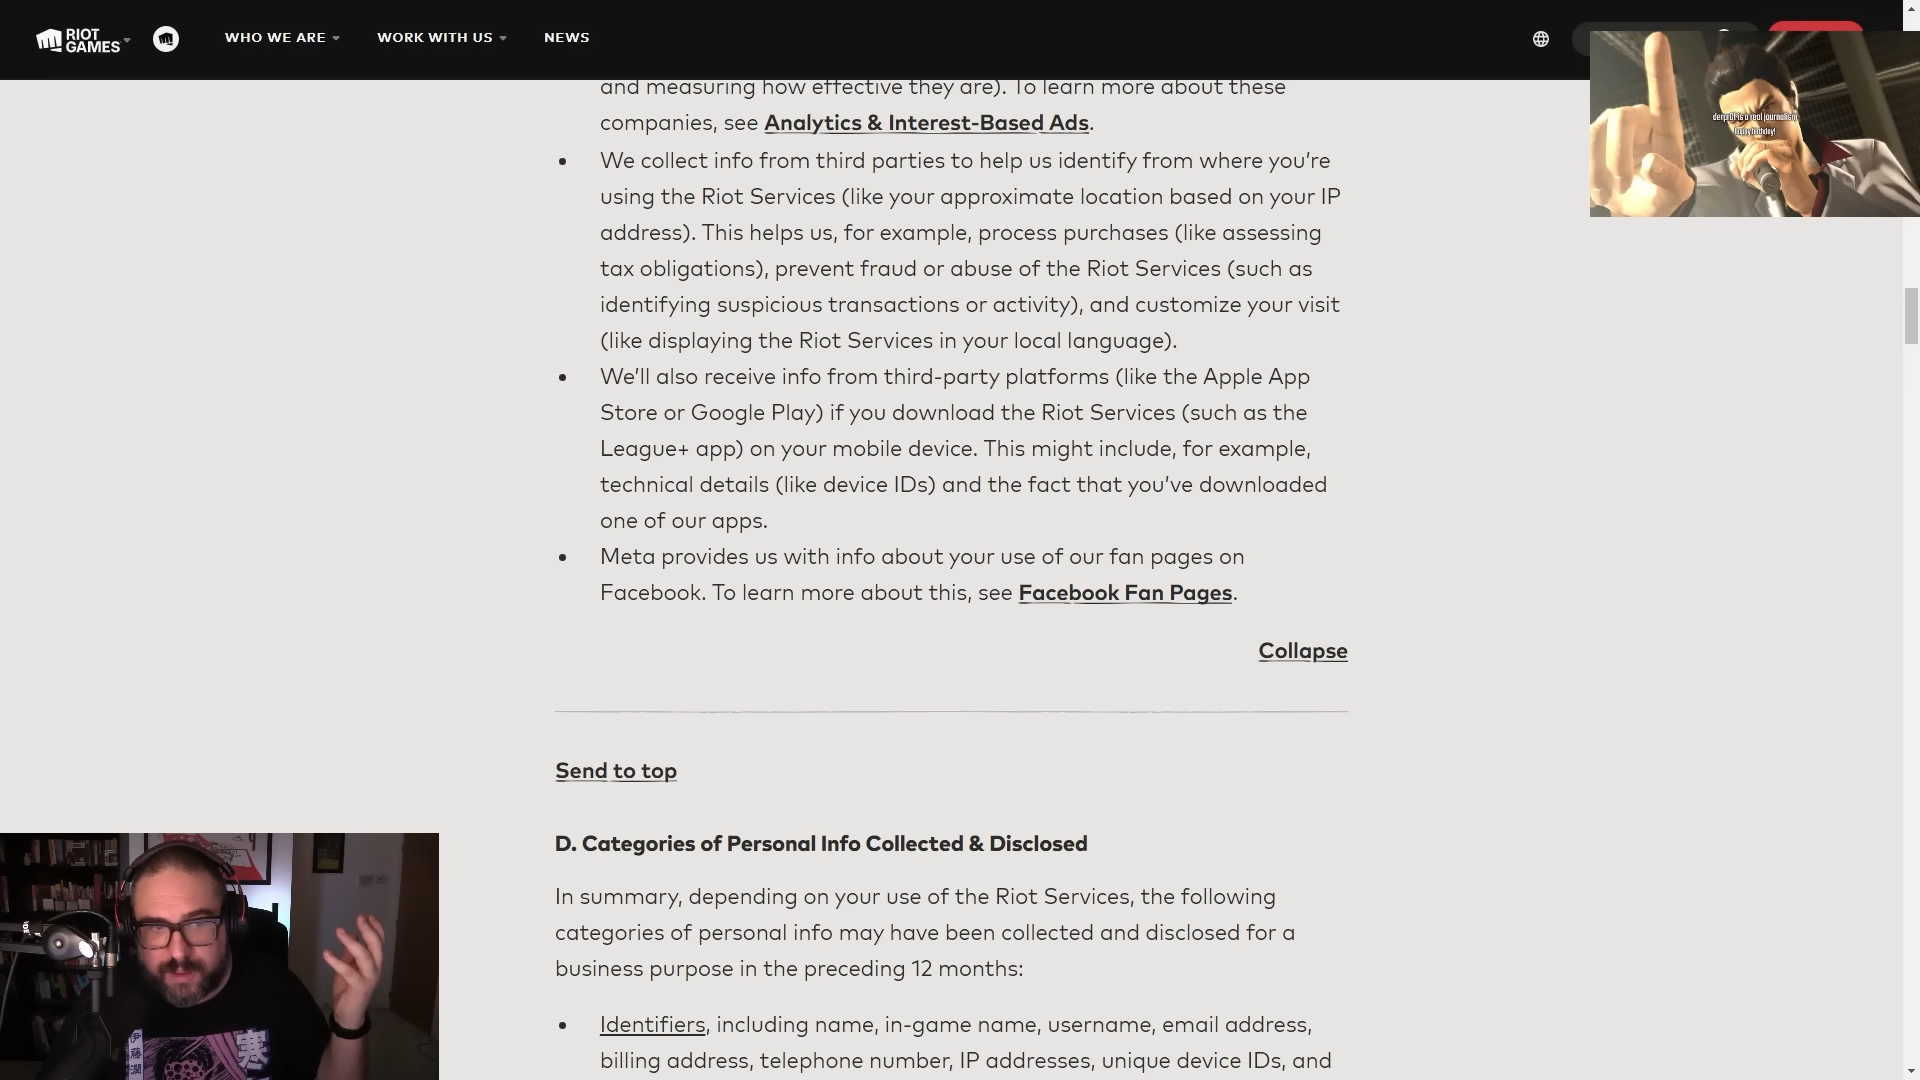 RIOT
GAMES
WHO WE ARE
WORK WITH US
NEWS
derpr01 is a real journalism
happy birthday!
and measuring how effective they are). To learn more about these
companies, see Analytics & Interest-Based Ads.
• We collect info from third parties to help us identify from where you’re
using the Riot Services (like your approximate location based on your IP
address). This helps us, for example, process purchases (like assessing
tax obligations), prevent fraud or abuse of the Riot Services (such as
identifying suspicious transactions or activity), and customize your visit
(like displaying the Riot Services in your local language).
• We’ll also receive info from third-party platforms (like the Apple App
Store or Google Play) if you download the Riot Services (such as the
League+ app) on your mobile device. This might include, for example,
technical details (like device IDs) and the fact that you’ve downloaded
one of our apps.
• Meta provides us with info about your use of our fan pages on
Facebook. To learn more about this, see Facebook Fan Pages.
Collapse
Send to top
D. Categories of Personal Info Collected & Disclosed
In summary, depending on your use of the Riot Services, the following
categories of personal info may have been collected and disclosed for a
business purpose in the preceding 12 months:
• Identifiers, including name, in-game name, username, email address,
billing address, telephone number, IP addresses, unique device IDs, and
伊藤潤
寒